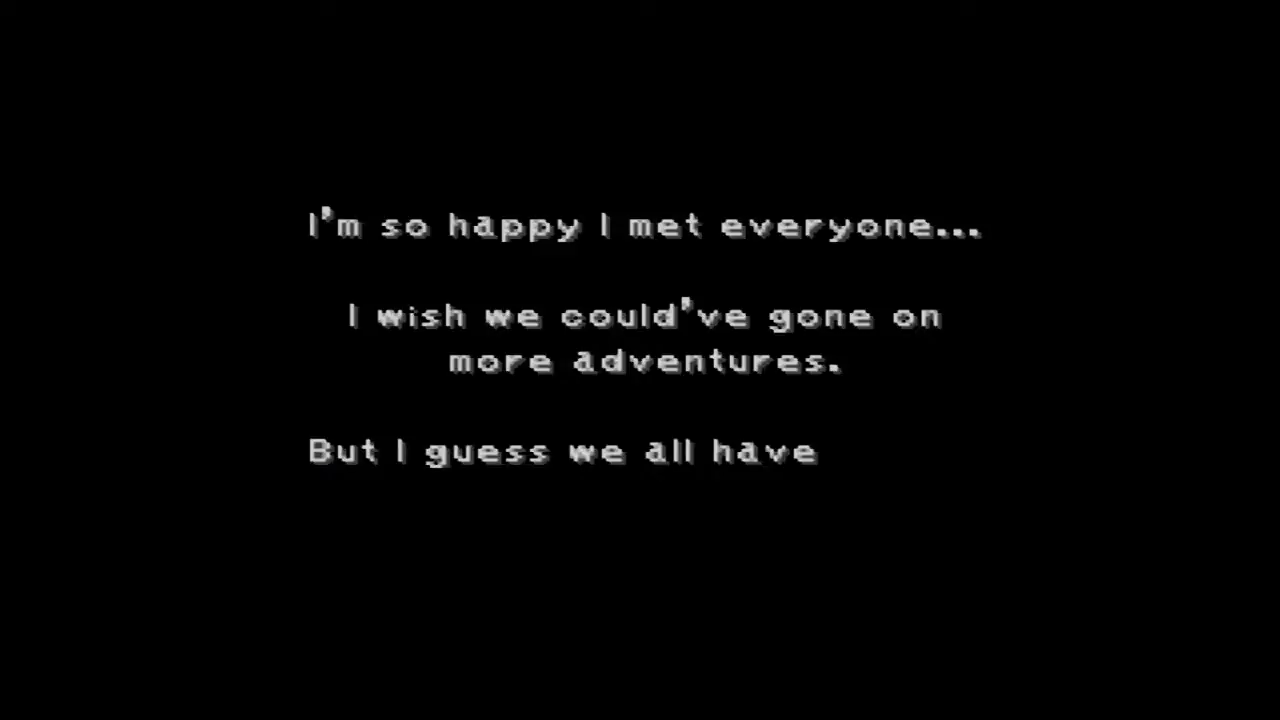 I'm so happy I met everyone...
I wish we could've gone on
more adventures.
But I guess we all have